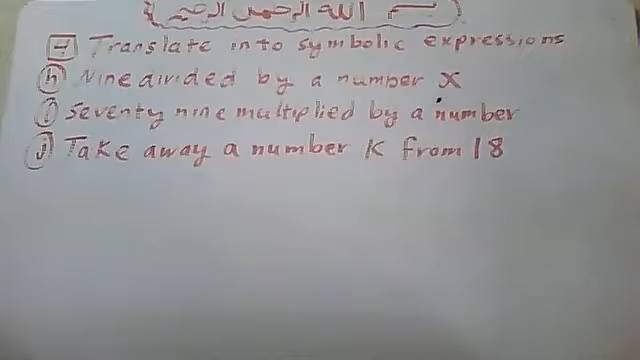 بسم الله الرحمن الرحيم
4 Translate into symbolic expressions
(h) Nine divided by a number x
(i) Seventy nine multiplied by a number
(j) Take away a number K from 18